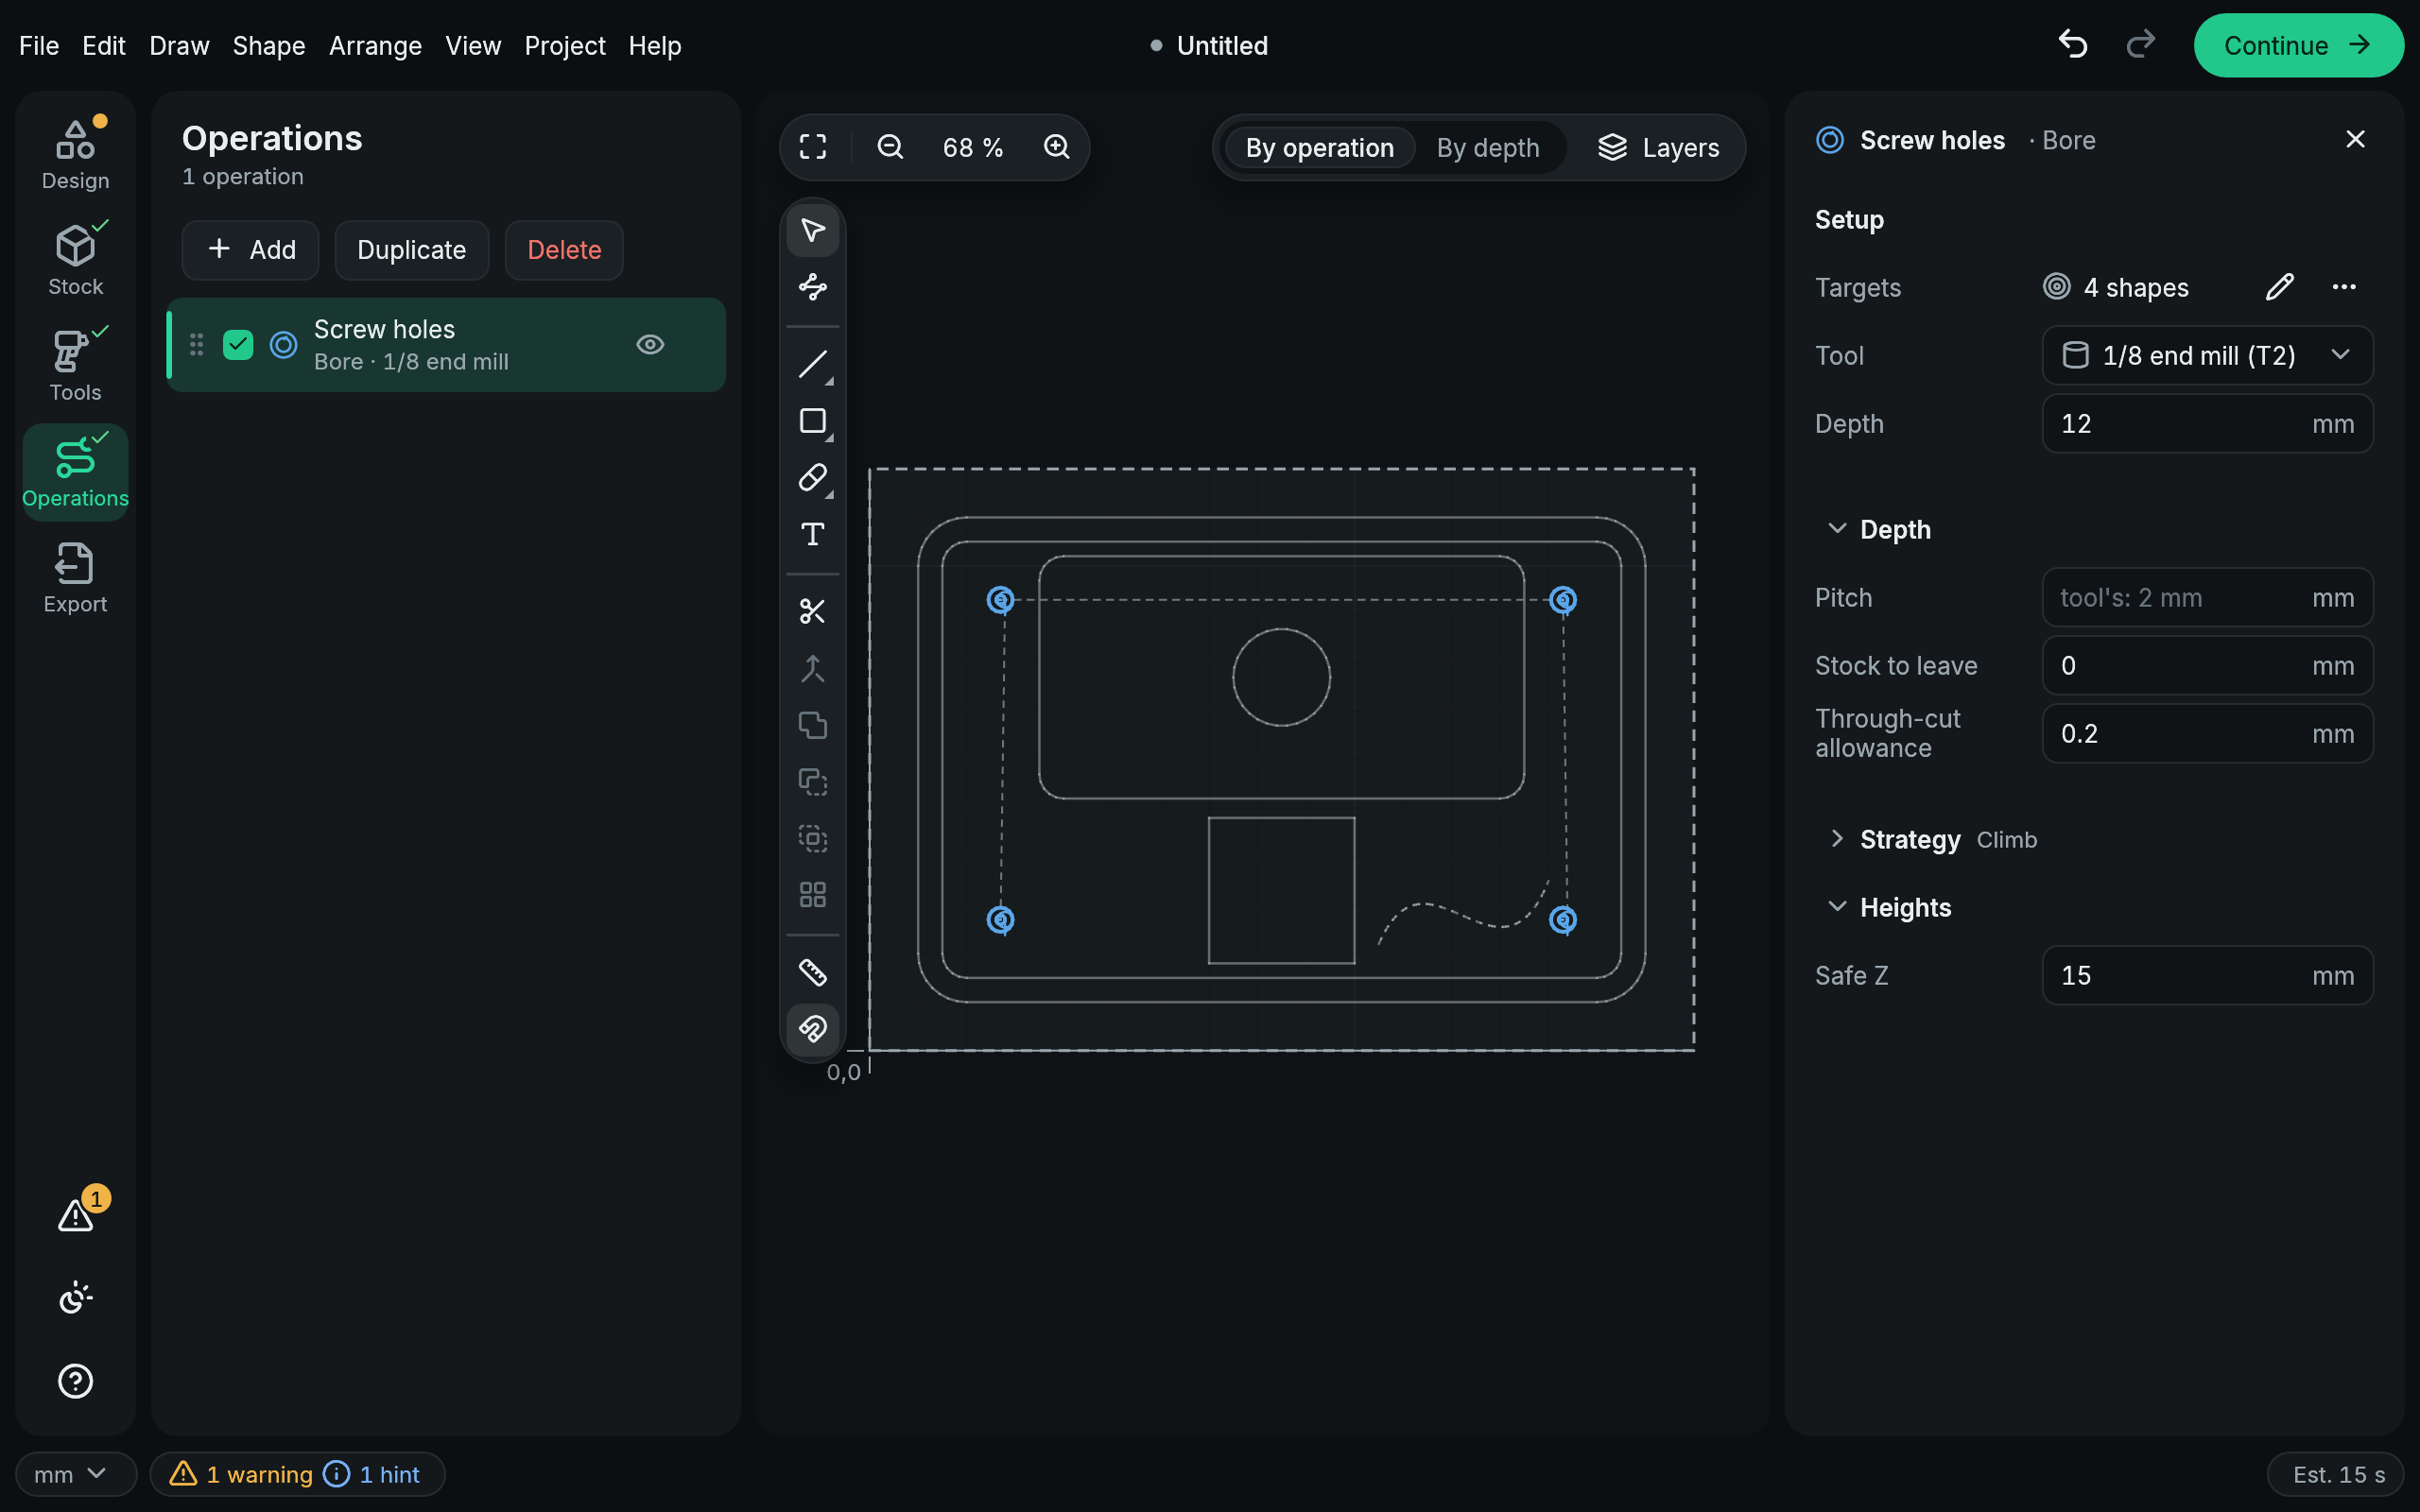 File Edit Draw Shape Arrange View Project Help
Untitled
Continue
Design
Stock
Tools
Operations
Export
1
Operations
1 operation
Add Duplicate Delete
Screw holes
Bore · 1/8 end mill
68 %
By operation By depth Layers
0,0
Screw holes · Bore
Setup
Targets 4 shapes
Tool 1/8 end mill (T2)
Depth 12 mm
Depth
Pitch tool's: 2 mm mm
Stock to leave 0 mm
Through-cut
allowance 0.2 mm
Strategy Climb
Heights
Safe Z 15 mm
mm
1 warning 1 hint
Est. 15 s